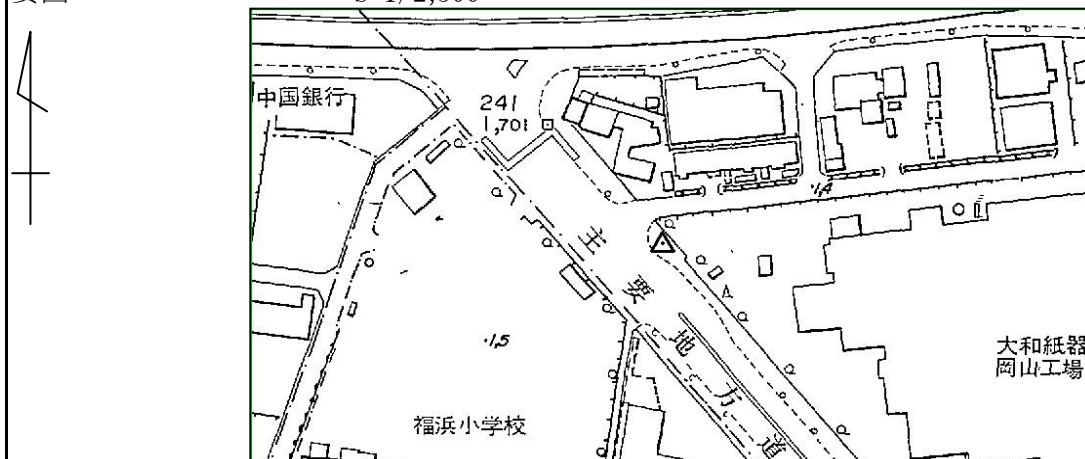 S=1/2,500
中国銀行
241
1,701
1,4
主要地方道
A
1,5
大和紙器
岡山工場
福浜小学校